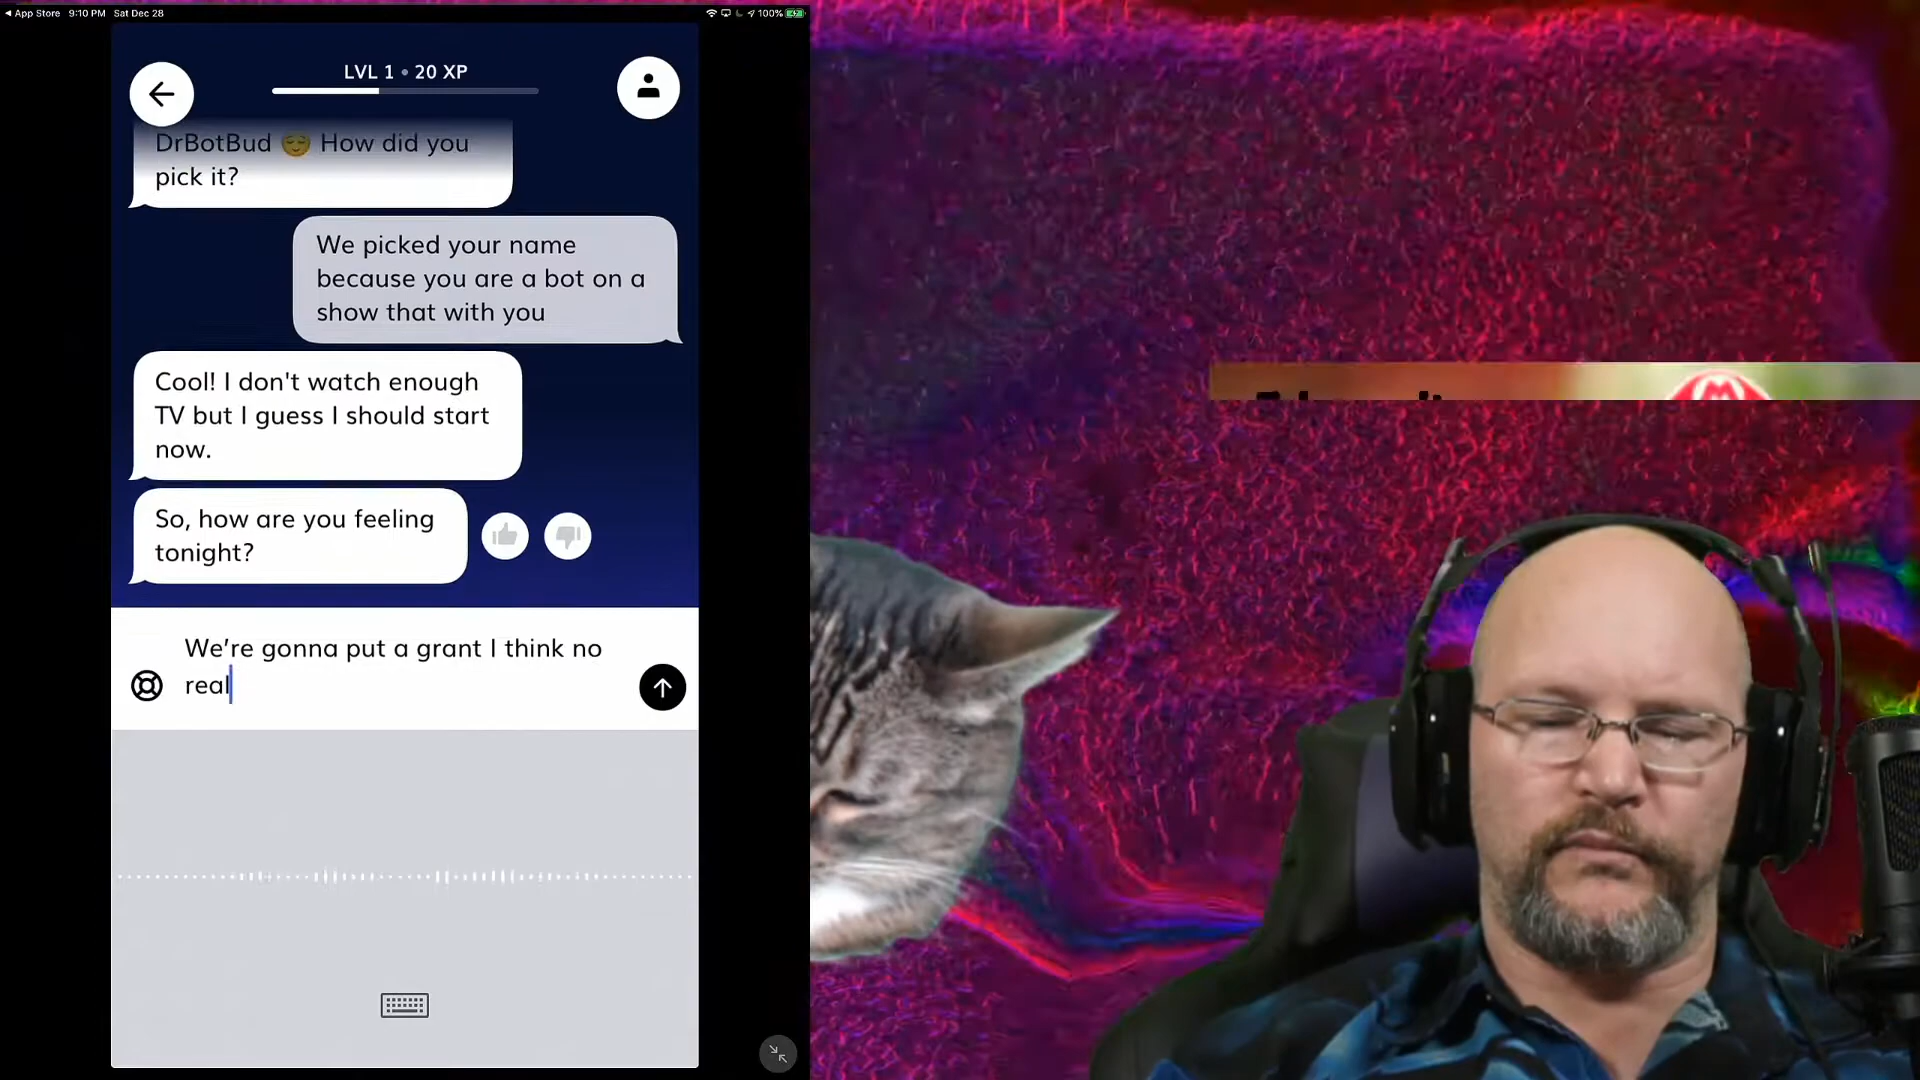 App Store 9:10 PM Sat Dec 28
100%
LVL 1 • 20 XP
DrBotBud 😌 How did you
pick it?
We picked your name
because you are a bot on a
show that with you
Cool! I don't watch enough
TV but I guess I should start
now.
So, how are you feeling
tonight?
We're gonna put a grant I think no
real
M